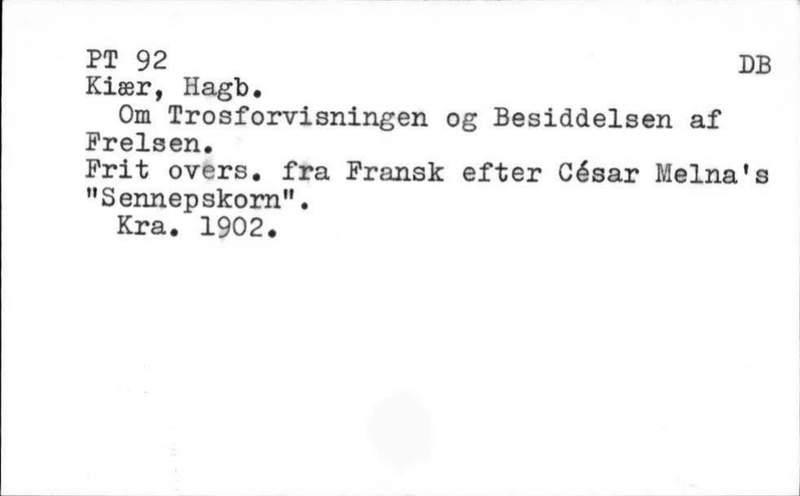 PT 92 DB
Kiær, Hagb.
Om Trosforvisningen og Besiddelsen af
Frelsen.
Frit overs. fra Fransk efter César Melna's
"Sennepskorn".
Kra. 1902.